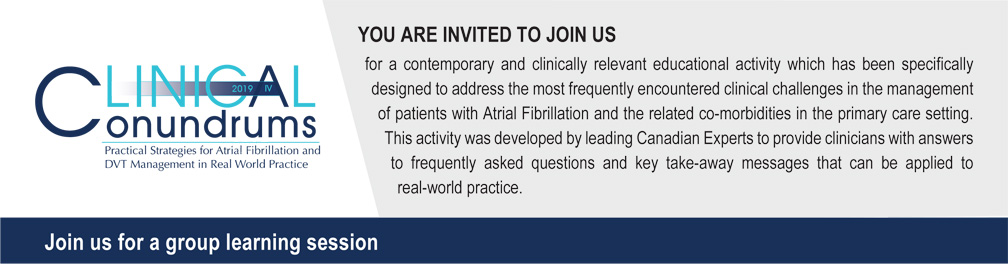 CLINICAL
2019 IV
Conundrums
Practical Strategies for Atrial Fibrillation and
DVT Management in Real World Practice
YOU ARE INVITED TO JOIN US
for a contemporary and clinically relevant educational activity which has been specifically
designed to address the most frequently encountered clinical challenges in the management
of patients with Atrial Fibrillation and the related co-morbidities in the primary care setting.
This activity was developed by leading Canadian Experts to provide clinicians with answers
to frequently asked questions and key take-away messages that can be applied to
real-world practice.
Join us for a group learning session